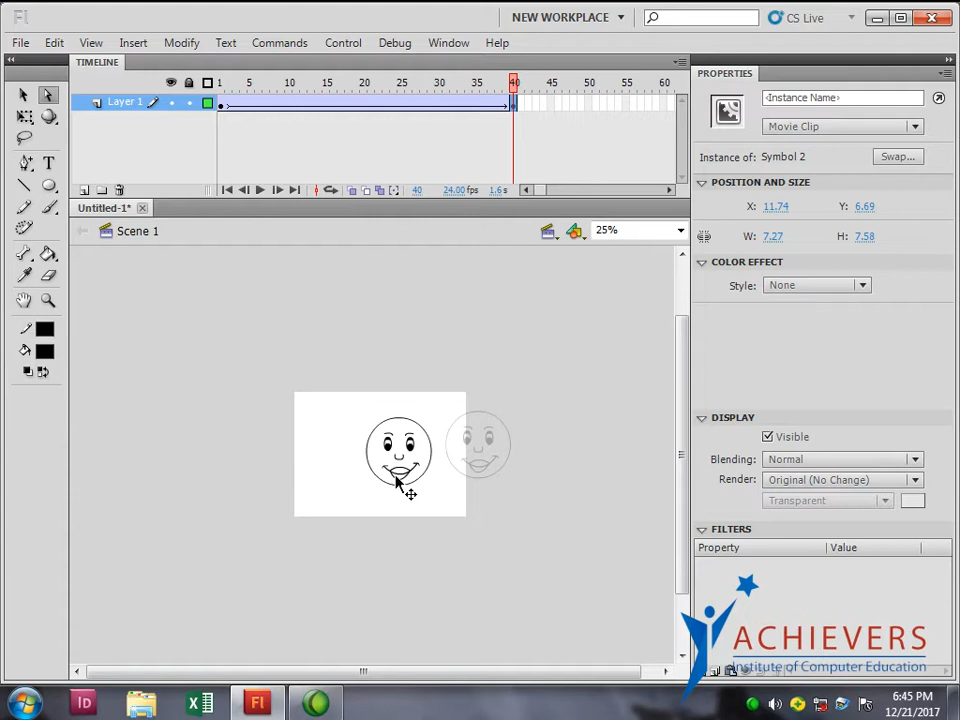 Fl
NEW WORKPLACE
CS Live
File Edit View Insert Modify Text Commands Control Debug Window Help
TIMELINE
PROPERTIES
1 5 10 15 20 25 30 35 40 45 50 55 60
Layer 1
<Instance Name>
Movie Clip
Instance of: Symbol 2 Swap...
POSITION AND SIZE
40 24.00 fps 1.6 s
X: 11.74 Y: 6.69
Untitled-1*
Scene 1
25%
W: 7.27 H: 7.58
COLOR EFFECT
Style: None
DISPLAY
Visible
Blending: Normal
Render: Original (No Change)
Transparent
FILTERS
Property Value
ACHIEVERS
Institute of Computer Education
Id
Fl
6:45 PM
12/21/2017